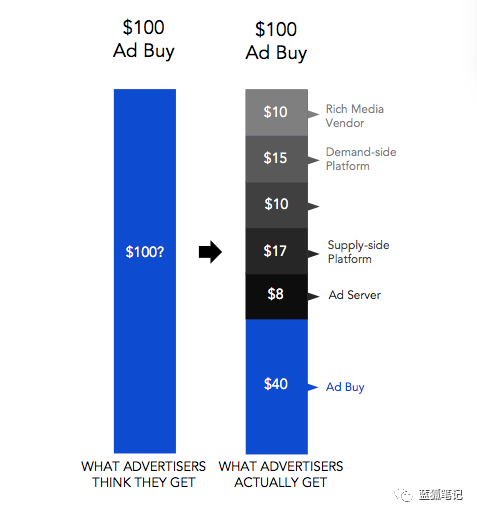 $100
Ad Buy
$100
Ad Buy
$100?
$10
Rich Media
Vendor
$15
Demand-side
Platform
$10
$17
Supply-side
Platform
$8
Ad Server
$40
Ad Buy
WHAT ADVERTISERS
THINK THEY GET
WHAT ADVERTISERS
ACTUALLY GET
蓝狐笔记